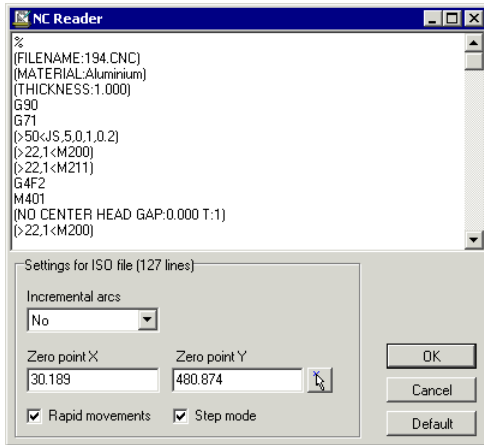 NC Reader
%
(FILENAME:194.CNC)
(MATERIAL:Aluminium)
(THICKNESS:1.000)
G90
G71
(>50<JS,5,0,1,0.2)
(>22,1<M200)
(>22,1<M211)
G4F2
M401
(NO CENTER HEAD GAP:0.000 T:1)
(>22,1<M200)
Settings for ISO file (127 lines)
Incremental arcs
No
Zero point X Zero point Y
30.189 480.874
Rapid movements Step mode
OK
Cancel
Default